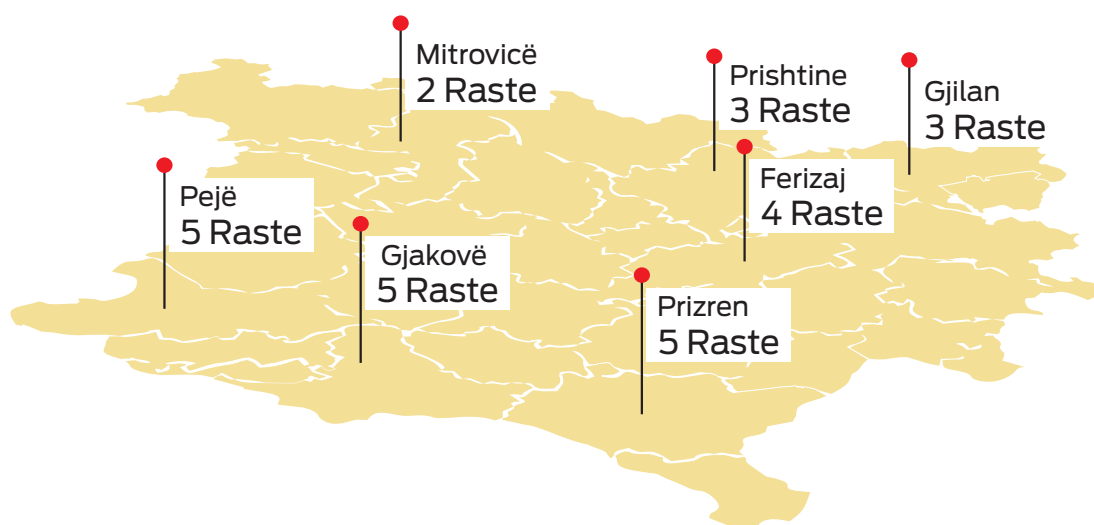 Mitrovicë
2 Raste
Prishtine
3 Raste
Gjilan
3 Raste
Pejë
5 Raste
Ferizaj
4 Raste
Gjakovë
5 Raste
Prizren
5 Raste